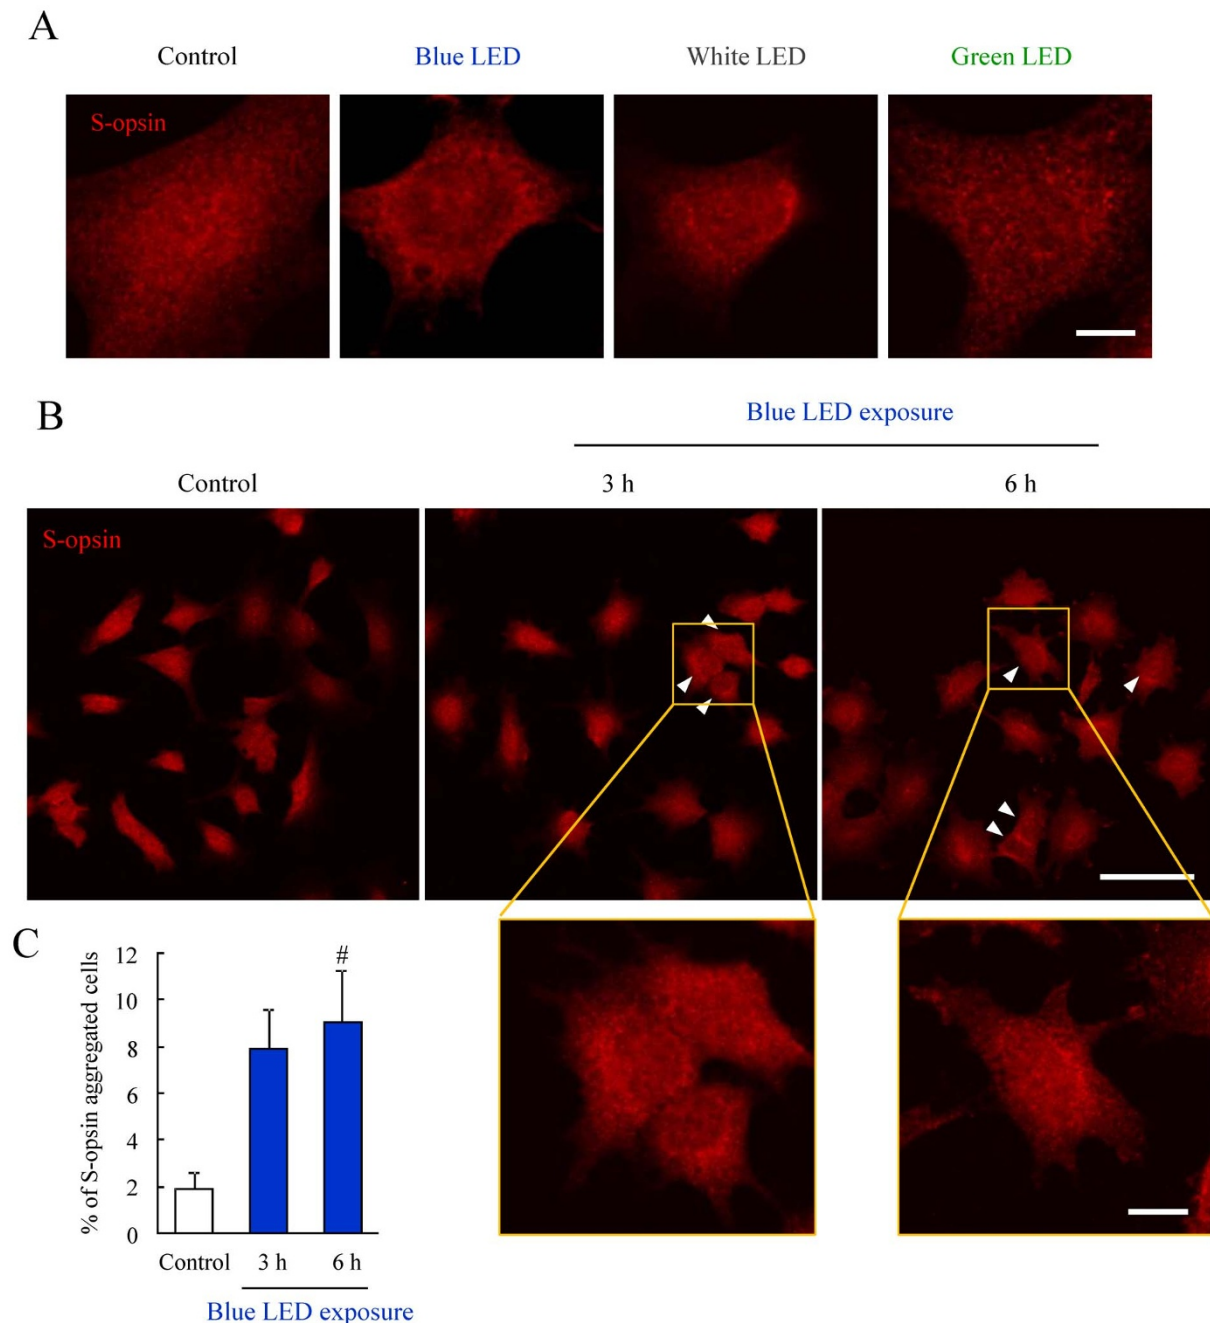 A
Control
Blue LED
White LED
Green LED
S-opsin
B
Blue LED exposure
Control
3 h
6 h
S-opsin
C
% of S-opsin aggregated cells
12
10
8
6
4
2
0
#
Control
3 h
6 h
Blue LED exposure